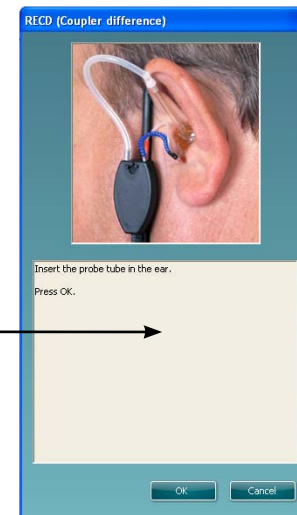 RECD (Coupler difference)
Insert the probe tube in the ear.
Press OK.
OK
Cancel